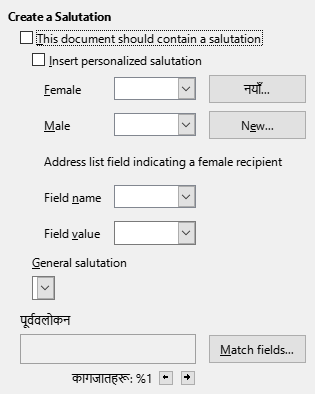 Create a Salutation
This document should contain a salutation
Insert personalized salutation
Female नयाँ...
Male New...
Address list field indicating a female recipient
Field name
Field value
General salutation
पूर्वावलोकन
Match fields...
कागजातहरू: %1